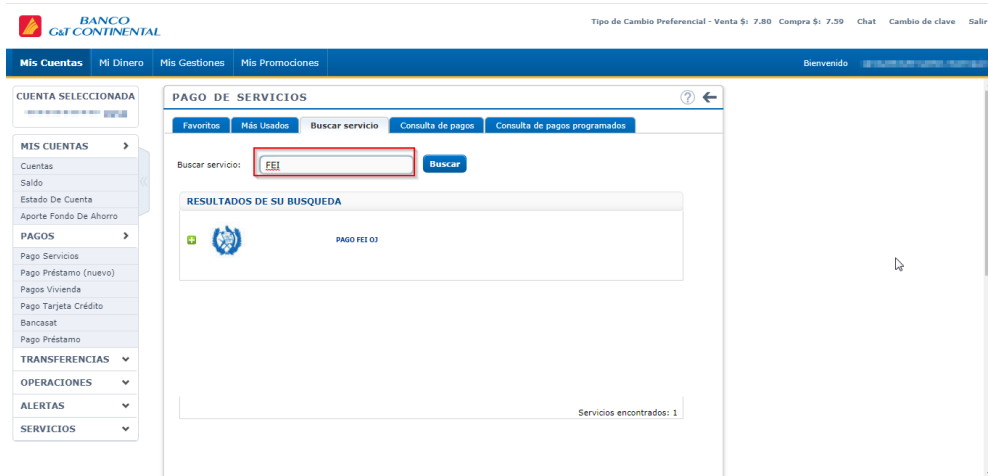 BANCO
G&T CONTINENTAL
Tipo de Cambio Preferencial - Venta $: 7.80 Compra $: 7.59 Chat Cambio de clave Salir
Mis Cuentas Mi Dinero Mis Gestiones Mis Promociones Bienvenido
CUENTA SELECCIONADA
MIS CUENTAS
Cuentas
Saldo
Estado De Cuenta
Aporte Fondo De Ahorro
PAGOS
Pago Servicios
Pago Préstamo (nuevo)
Pagos Vivienda
Pago Tarjeta Crédito
Bancasat
Pago Préstamo
TRANSFERENCIAS
OPERACIONES
ALERTAS
SERVICIOS
PAGO DE SERVICIOS
Favoritos Más Usados Buscar servicio Consulta de pagos Consulta de pagos programados
Buscar servicio: FEI Buscar
RESULTADOS DE SU BUSQUEDA
PAGO FEI OJ
Servicios encontrados: 1